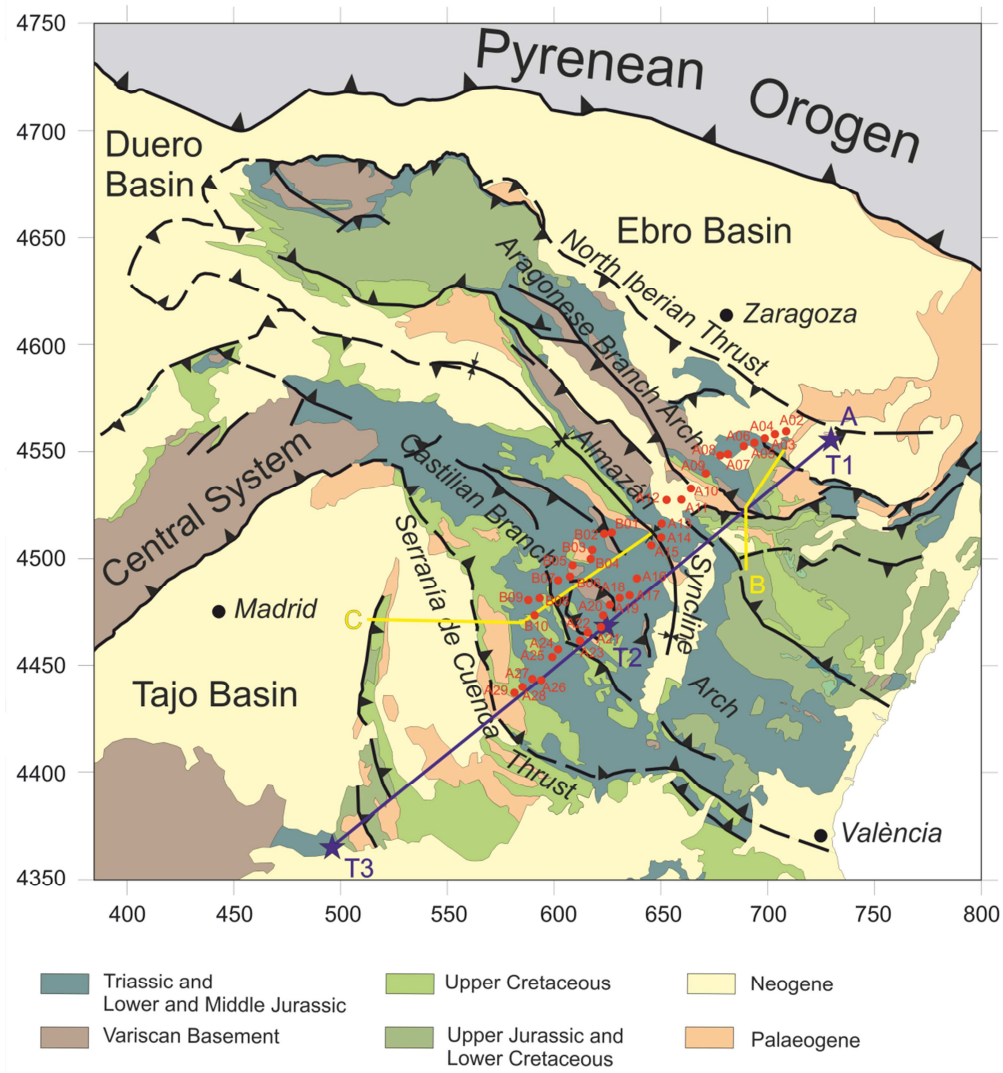 4750
4700
4650
4600
4550
4500
4450
4400
4350
Pyrenean
Orogen
Duero
Basin
Ebro Basin
North Iberian Thrust
Aragonese Branch Arch
Zaragoza
A
T1
A02
A04
A03
A06
A05
A08
A07
A09
A10
A12
A11
Almazán
Syncline
Central System
Castilian Branch
Arch
B01
A13
B02
A14
B03
A15
B04
B05
B07
B06
A16
A18
A17
B09
B08
A20
A19
B10
A22
A21
T2
A24
A23
A25
A27
A26
A29
A28
B
C
Madrid
Serranía de Cuenca
Thrust
Tajo Basin
València
T3
400
450
500
550
600
650
700
750
800
Triassic and
Lower and Middle Jurassic
Variscan Basement
Upper Cretaceous
Upper Jurassic and
Lower Cretaceous
Neogene
Palaeogene